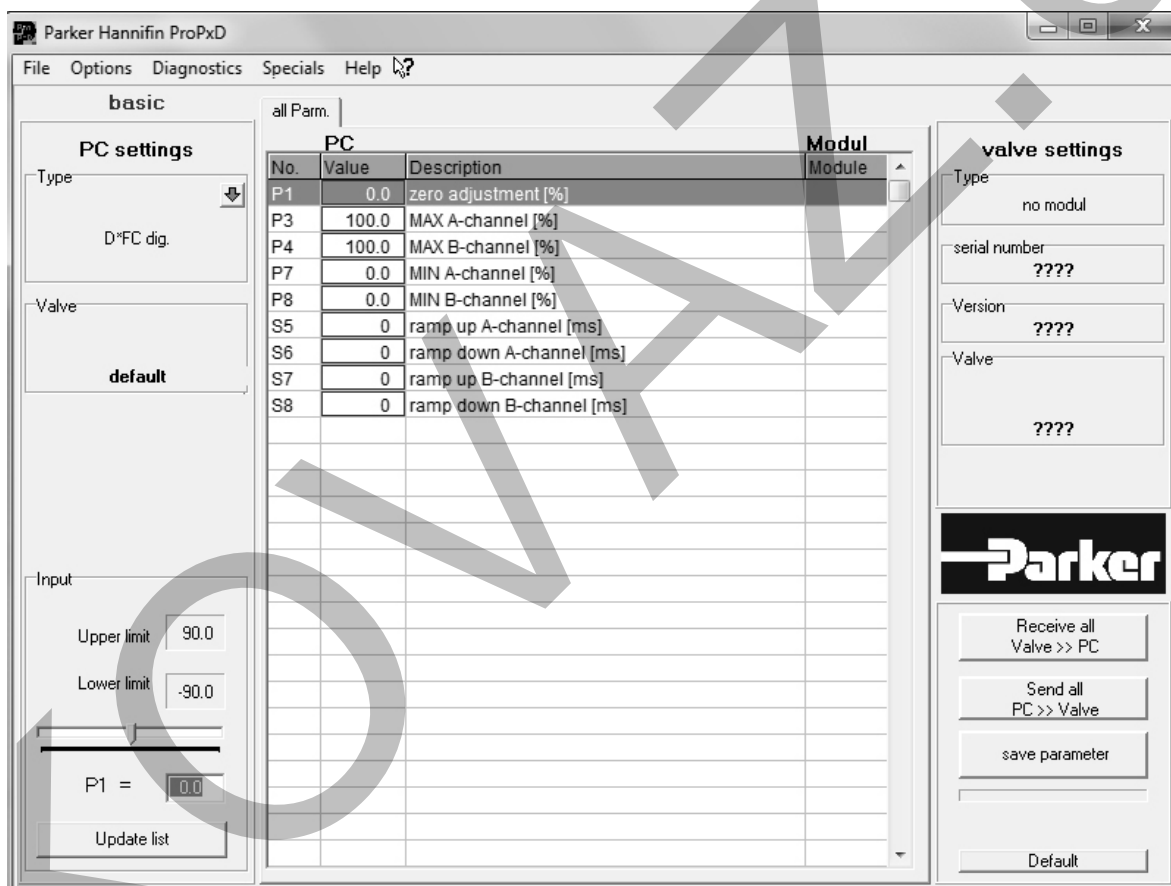 Parker Hannifin ProPxD
File Options Diagnostics Specials Help
basic
PC settings
Type
D*FC dig.
Valve
default
Input
Upper limit 90.0
Lower limit -90.0
P1 = 0.0
Update list
all Parm.
PC Modul
No. Value Description Module
P1 0.0 zero adjustment [%]
P3 100.0 MAX A-channel [%]
P4 100.0 MAX B-channel [%]
P7 0.0 MIN A-channel [%]
P8 0.0 MIN B-channel [%]
S5 0 ramp up A-channel [ms]
S6 0 ramp down A-channel [ms]
S7 0 ramp up B-channel [ms]
S8 0 ramp down B-channel [ms]
valve settings
Type
no modul
serial number
????
Version
????
Valve
????
Parker
Receive all
Valve >> PC
Send all
PC >> Valve
save parameter
Default